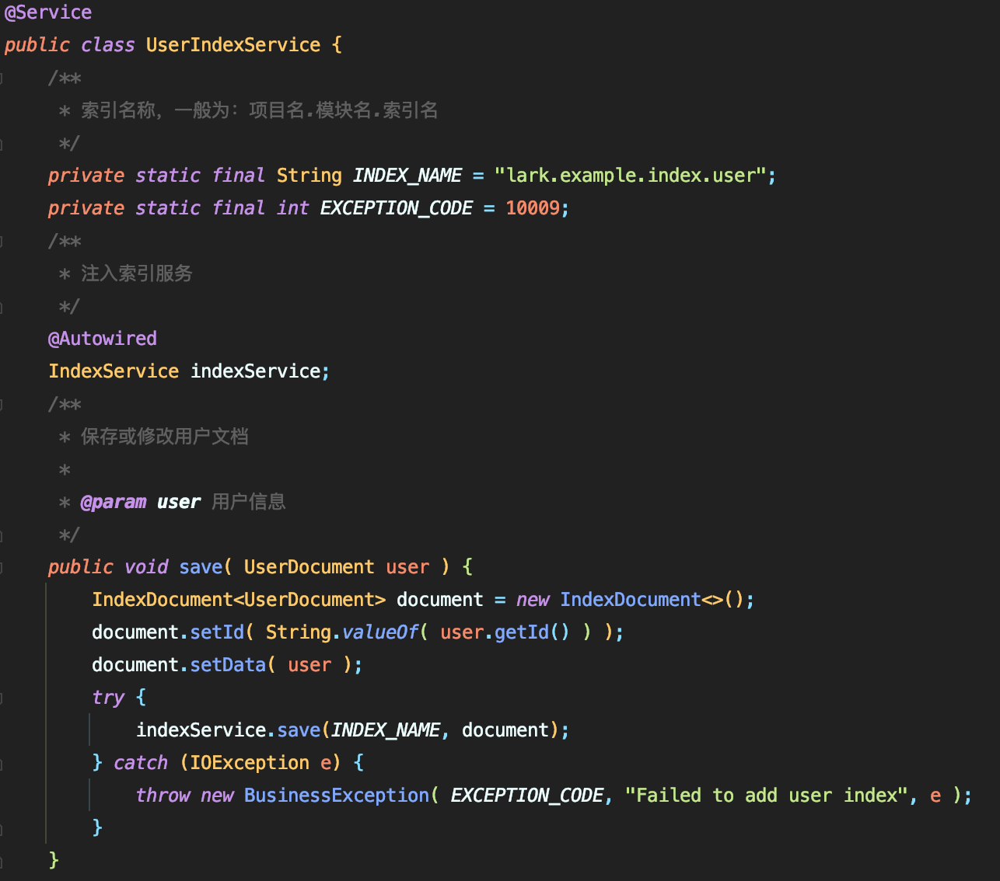 @Service
public class UserIndexService {
/**
* 索引名称，一般为：项目名.模块名.索引名
*/
private static final String INDEX_NAME = "lark.example.index.user";
private static final int EXCEPTION_CODE = 10009;
/**
* 注入索引服务
*/
@Autowired
IndexService indexService;
/**
* 保存或修改用户文档
*
* @param user 用户信息
*/
public void save( UserDocument user ) {
IndexDocument<UserDocument> document = new IndexDocument<>();
document.setId( String.valueOf( user.getId() ) );
document.setData( user );
try {
indexService.save(INDEX_NAME, document);
} catch (IOException e) {
throw new BusinessException( EXCEPTION_CODE, "Failed to add user index", e );
}
}